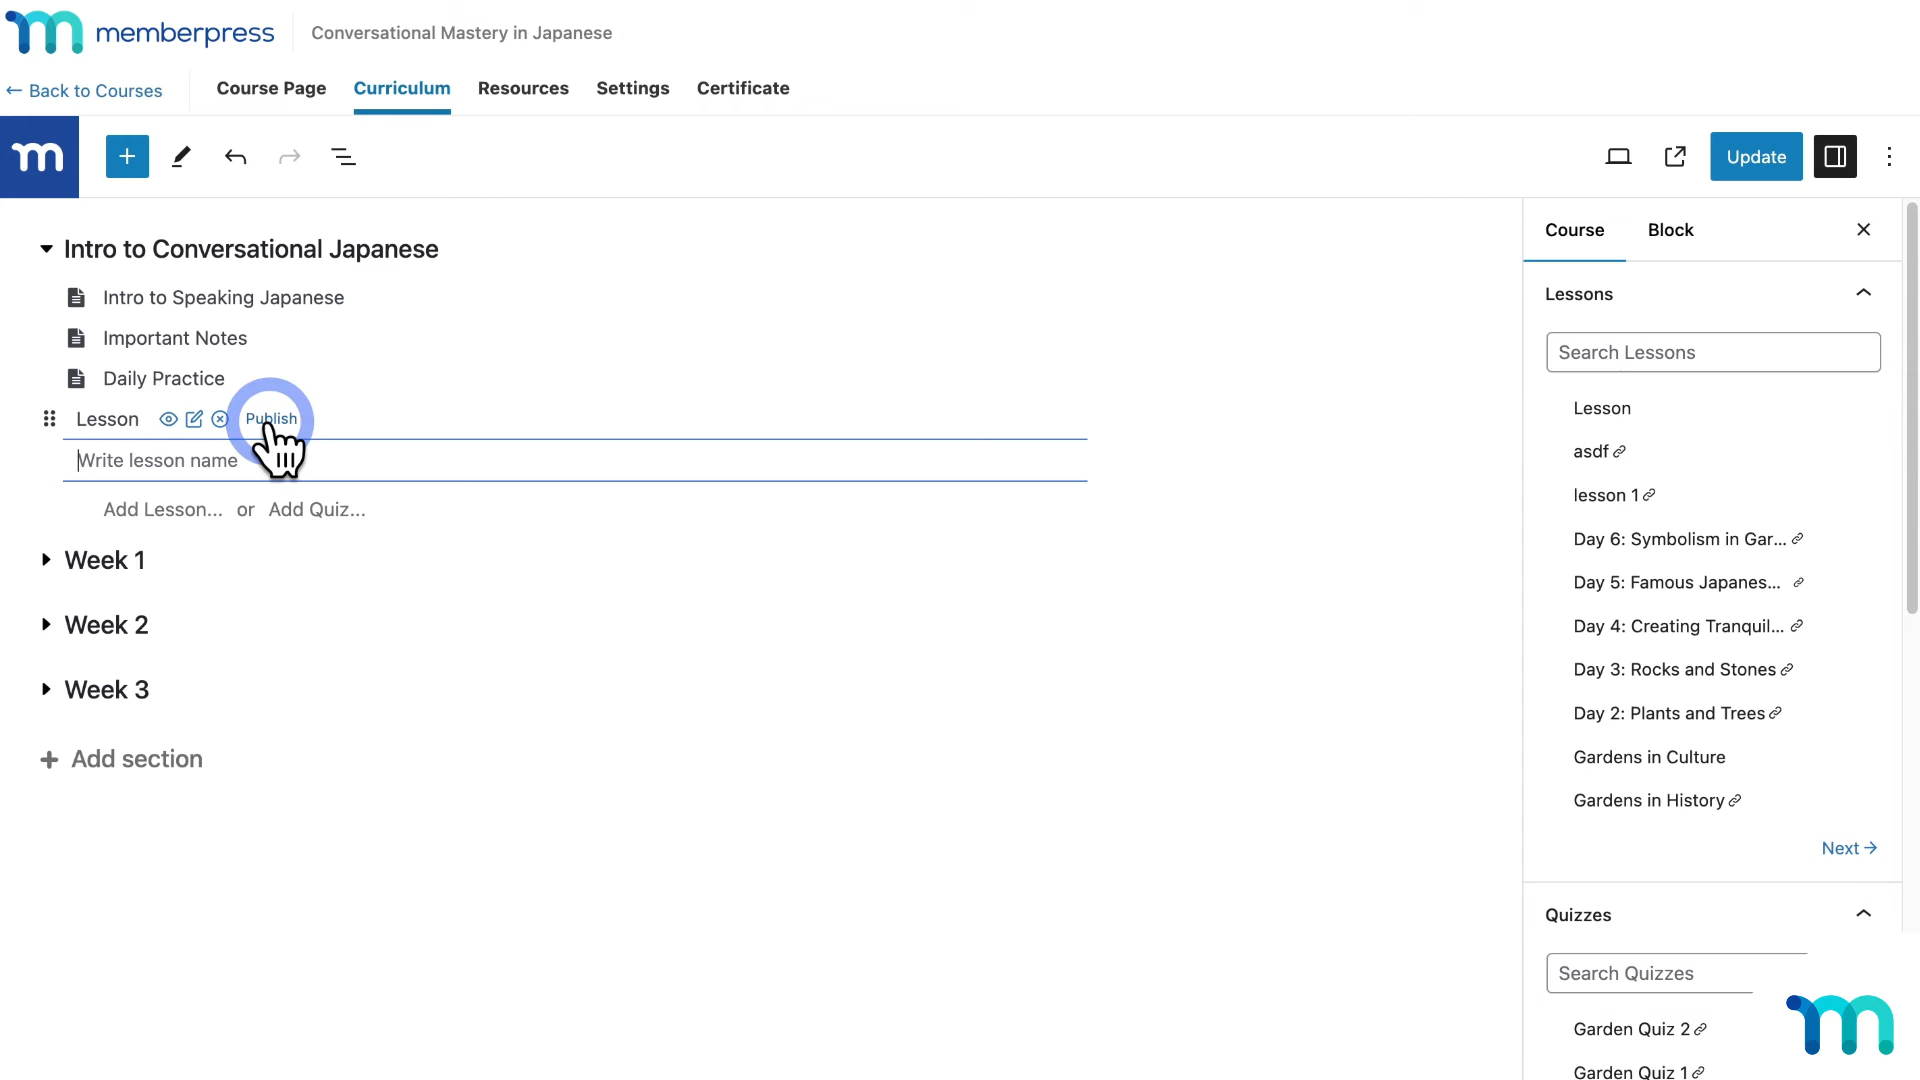 memberpress Conversational Mastery in Japanese
← Back to Courses Course Page Curriculum Resources Settings Certificate
m + Update
Intro to Conversational Japanese
Intro to Speaking Japanese
Important Notes
Daily Practice
Lesson Publish
Write lesson name
Add Lesson... or Add Quiz...
Week 1
Week 2
Week 3
+ Add section
Course Block
Lessons
Search Lessons
Lesson
asdf
lesson 1
Day 6: Symbolism in Gar...
Day 5: Famous Japanes...
Day 4: Creating Tranquil...
Day 3: Rocks and Stones
Day 2: Plants and Trees
Gardens in Culture
Gardens in History
Next →
Quizzes
Search Quizzes
Garden Quiz 2
Garden Quiz 1